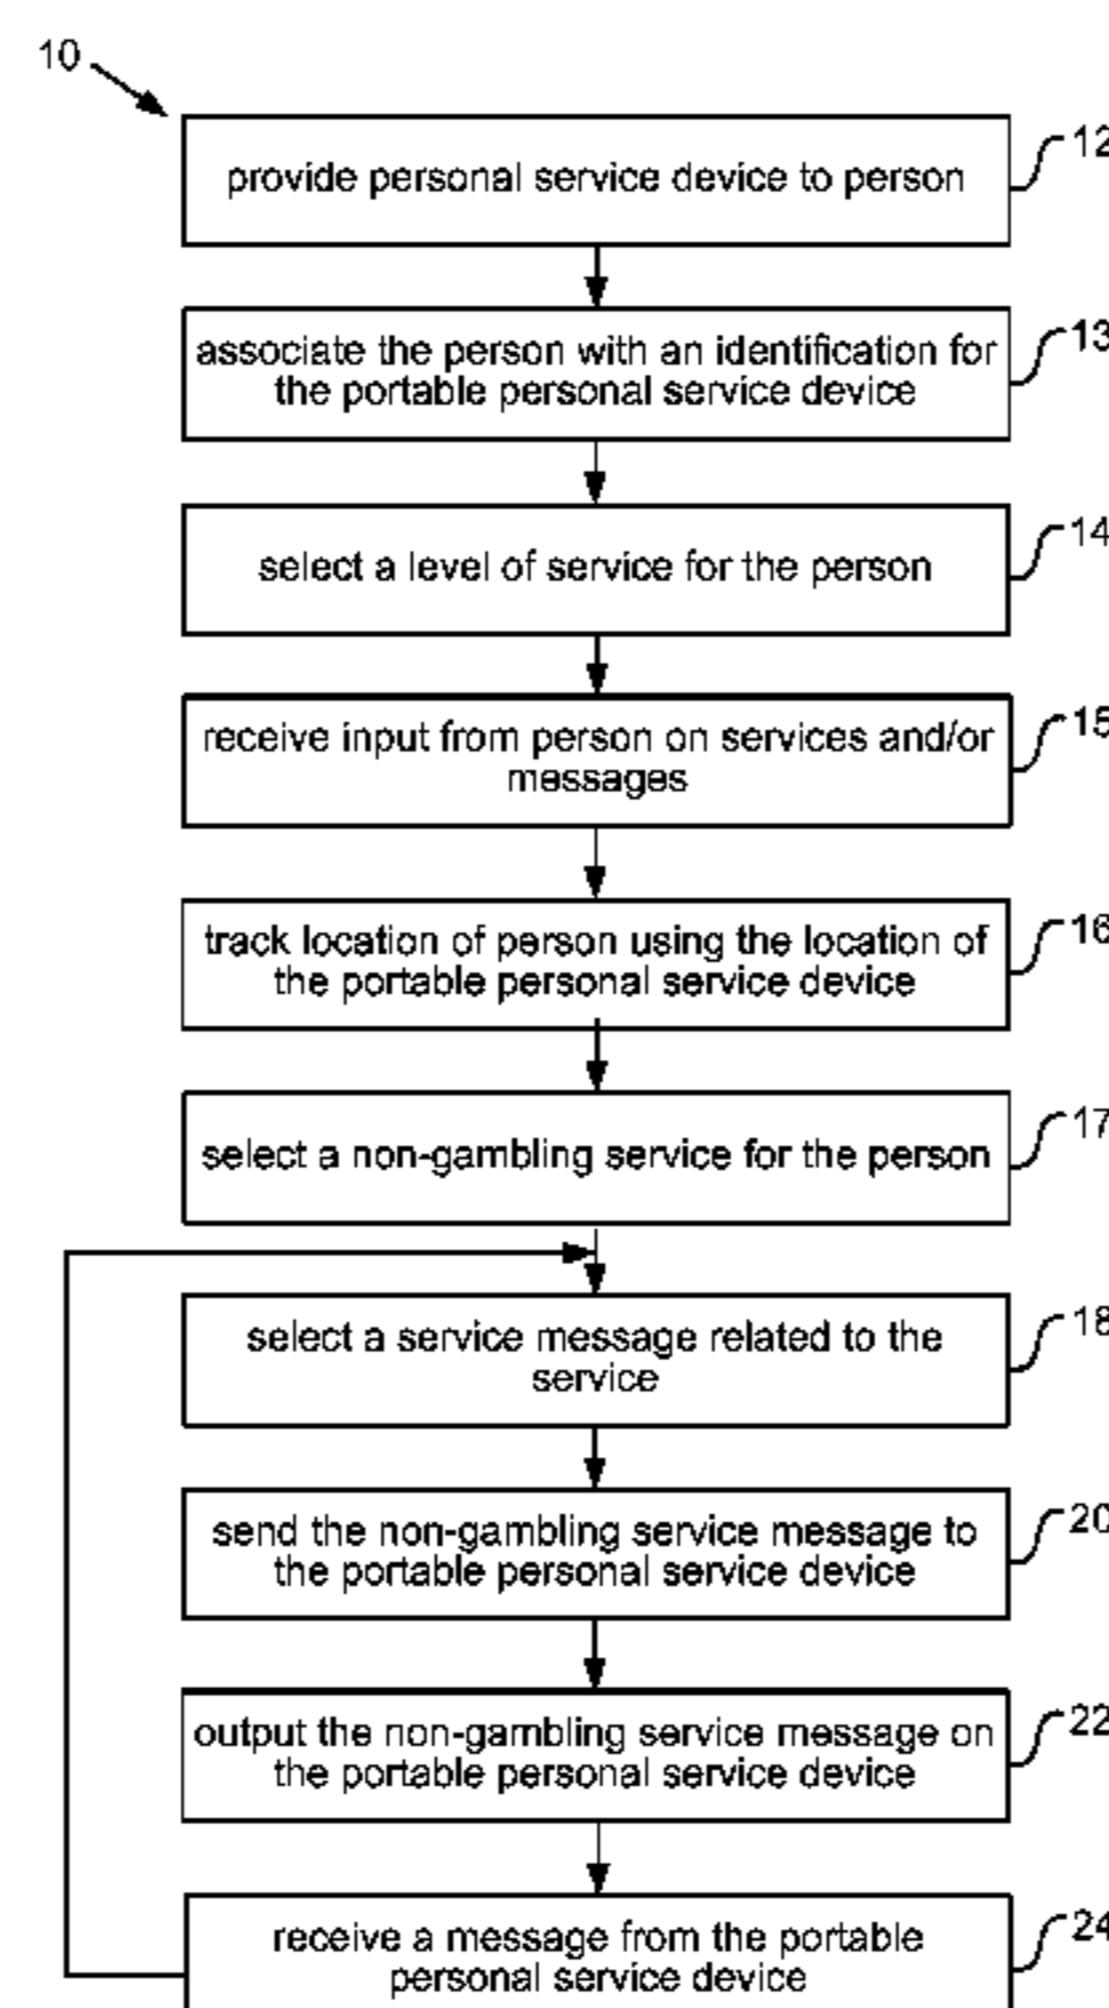 10
provide personal service device to person
12
associate the person with an identification for
the portable personal service device
13
select a level of service for the person
14
receive input from person on services and/or
messages
15
track location of person using the location of
the portable personal service device
16
select a non-gambling service for the person
17
select a service message related to the
service
18
send the non-gambling service message to
the portable personal service device
20
output the non-gambling service message on
the portable personal service device
22
receive a message from the portable
personal service device
24